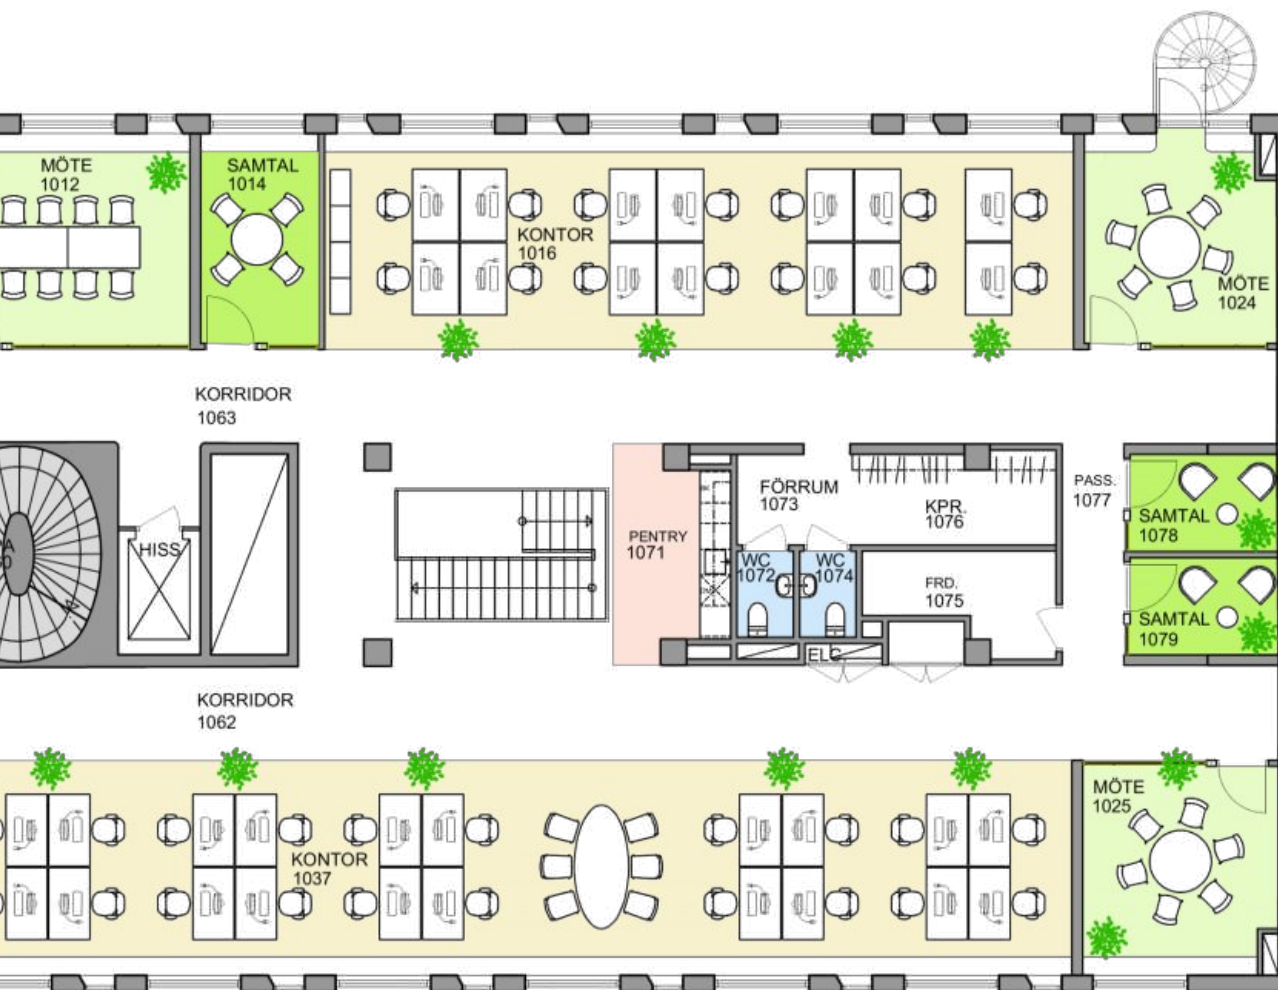 MÖTE
1012
SAMTAL
1014
KONTOR
1016
MÖTE
1024
KORRIDOR
1063
HISS
PENTRY
1071
FÖRRUM
1073
KPR.
1076
PASS.
1077
SAMTAL
1078
WC
1072
WC
1074
FRD.
1075
SAMTAL
1079
ELC.
KORRIDOR
1062
KONTOR
1037
MÖTE
1025